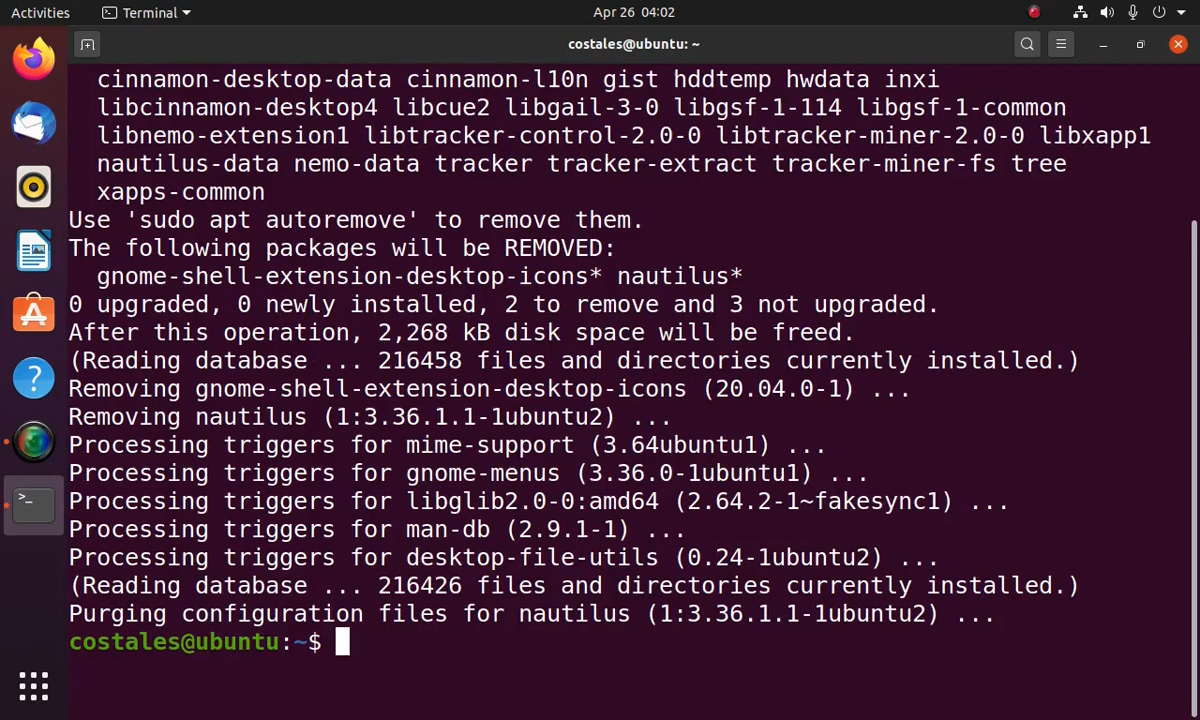 Activities
Terminal
Apr 26 04:02
costales@ubuntu: ~
cinnamon-desktop-data cinnamon-l10n gist hddtemp hwdata inxi
libcinnamon-desktop4 libcue2 libgail-3-0 libgsf-1-114 libgsf-1-common
libnemo-extension1 libtracker-control-2.0-0 libtracker-miner-2.0-0 libxapp1
nautilus-data nemo-data tracker tracker-extract tracker-miner-fs tree
xapps-common
Use 'sudo apt autoremove' to remove them.
The following packages will be REMOVED:
gnome-shell-extension-desktop-icons* nautilus*
0 upgraded, 0 newly installed, 2 to remove and 3 not upgraded.
After this operation, 2,268 kB disk space will be freed.
(Reading database ... 216458 files and directories currently installed.)
Removing gnome-shell-extension-desktop-icons (20.04.0-1) ...
Removing nautilus (1:3.36.1.1-1ubuntu2) ...
Processing triggers for mime-support (3.64ubuntu1) ...
Processing triggers for gnome-menus (3.36.0-1ubuntu1) ...
Processing triggers for libglib2.0-0:amd64 (2.64.2-1~fakesync1) ...
Processing triggers for man-db (2.9.1-1) ...
Processing triggers for desktop-file-utils (0.24-1ubuntu2) ...
(Reading database ... 216426 files and directories currently installed.)
Purging configuration files for nautilus (1:3.36.1.1-1ubuntu2) ...
costales@ubuntu:~$